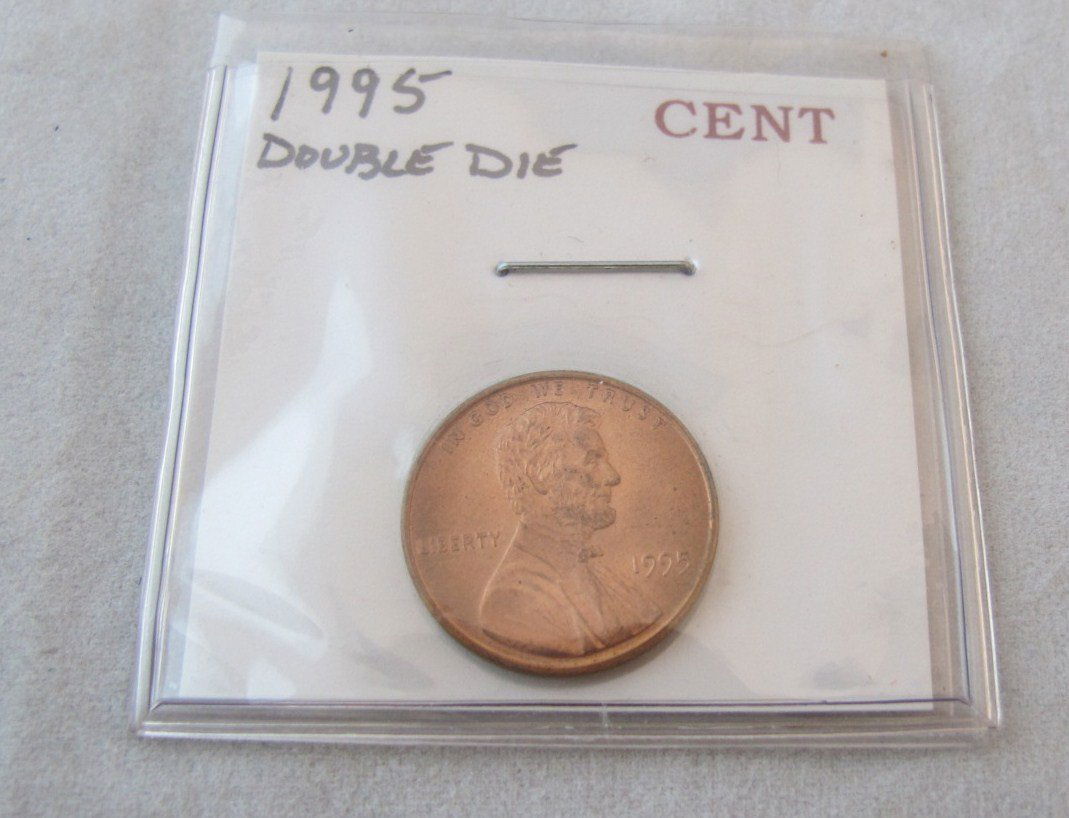 1995
CENT
DOUBLE DIE
IN GOD WE TRUST
LIBERTY
1995